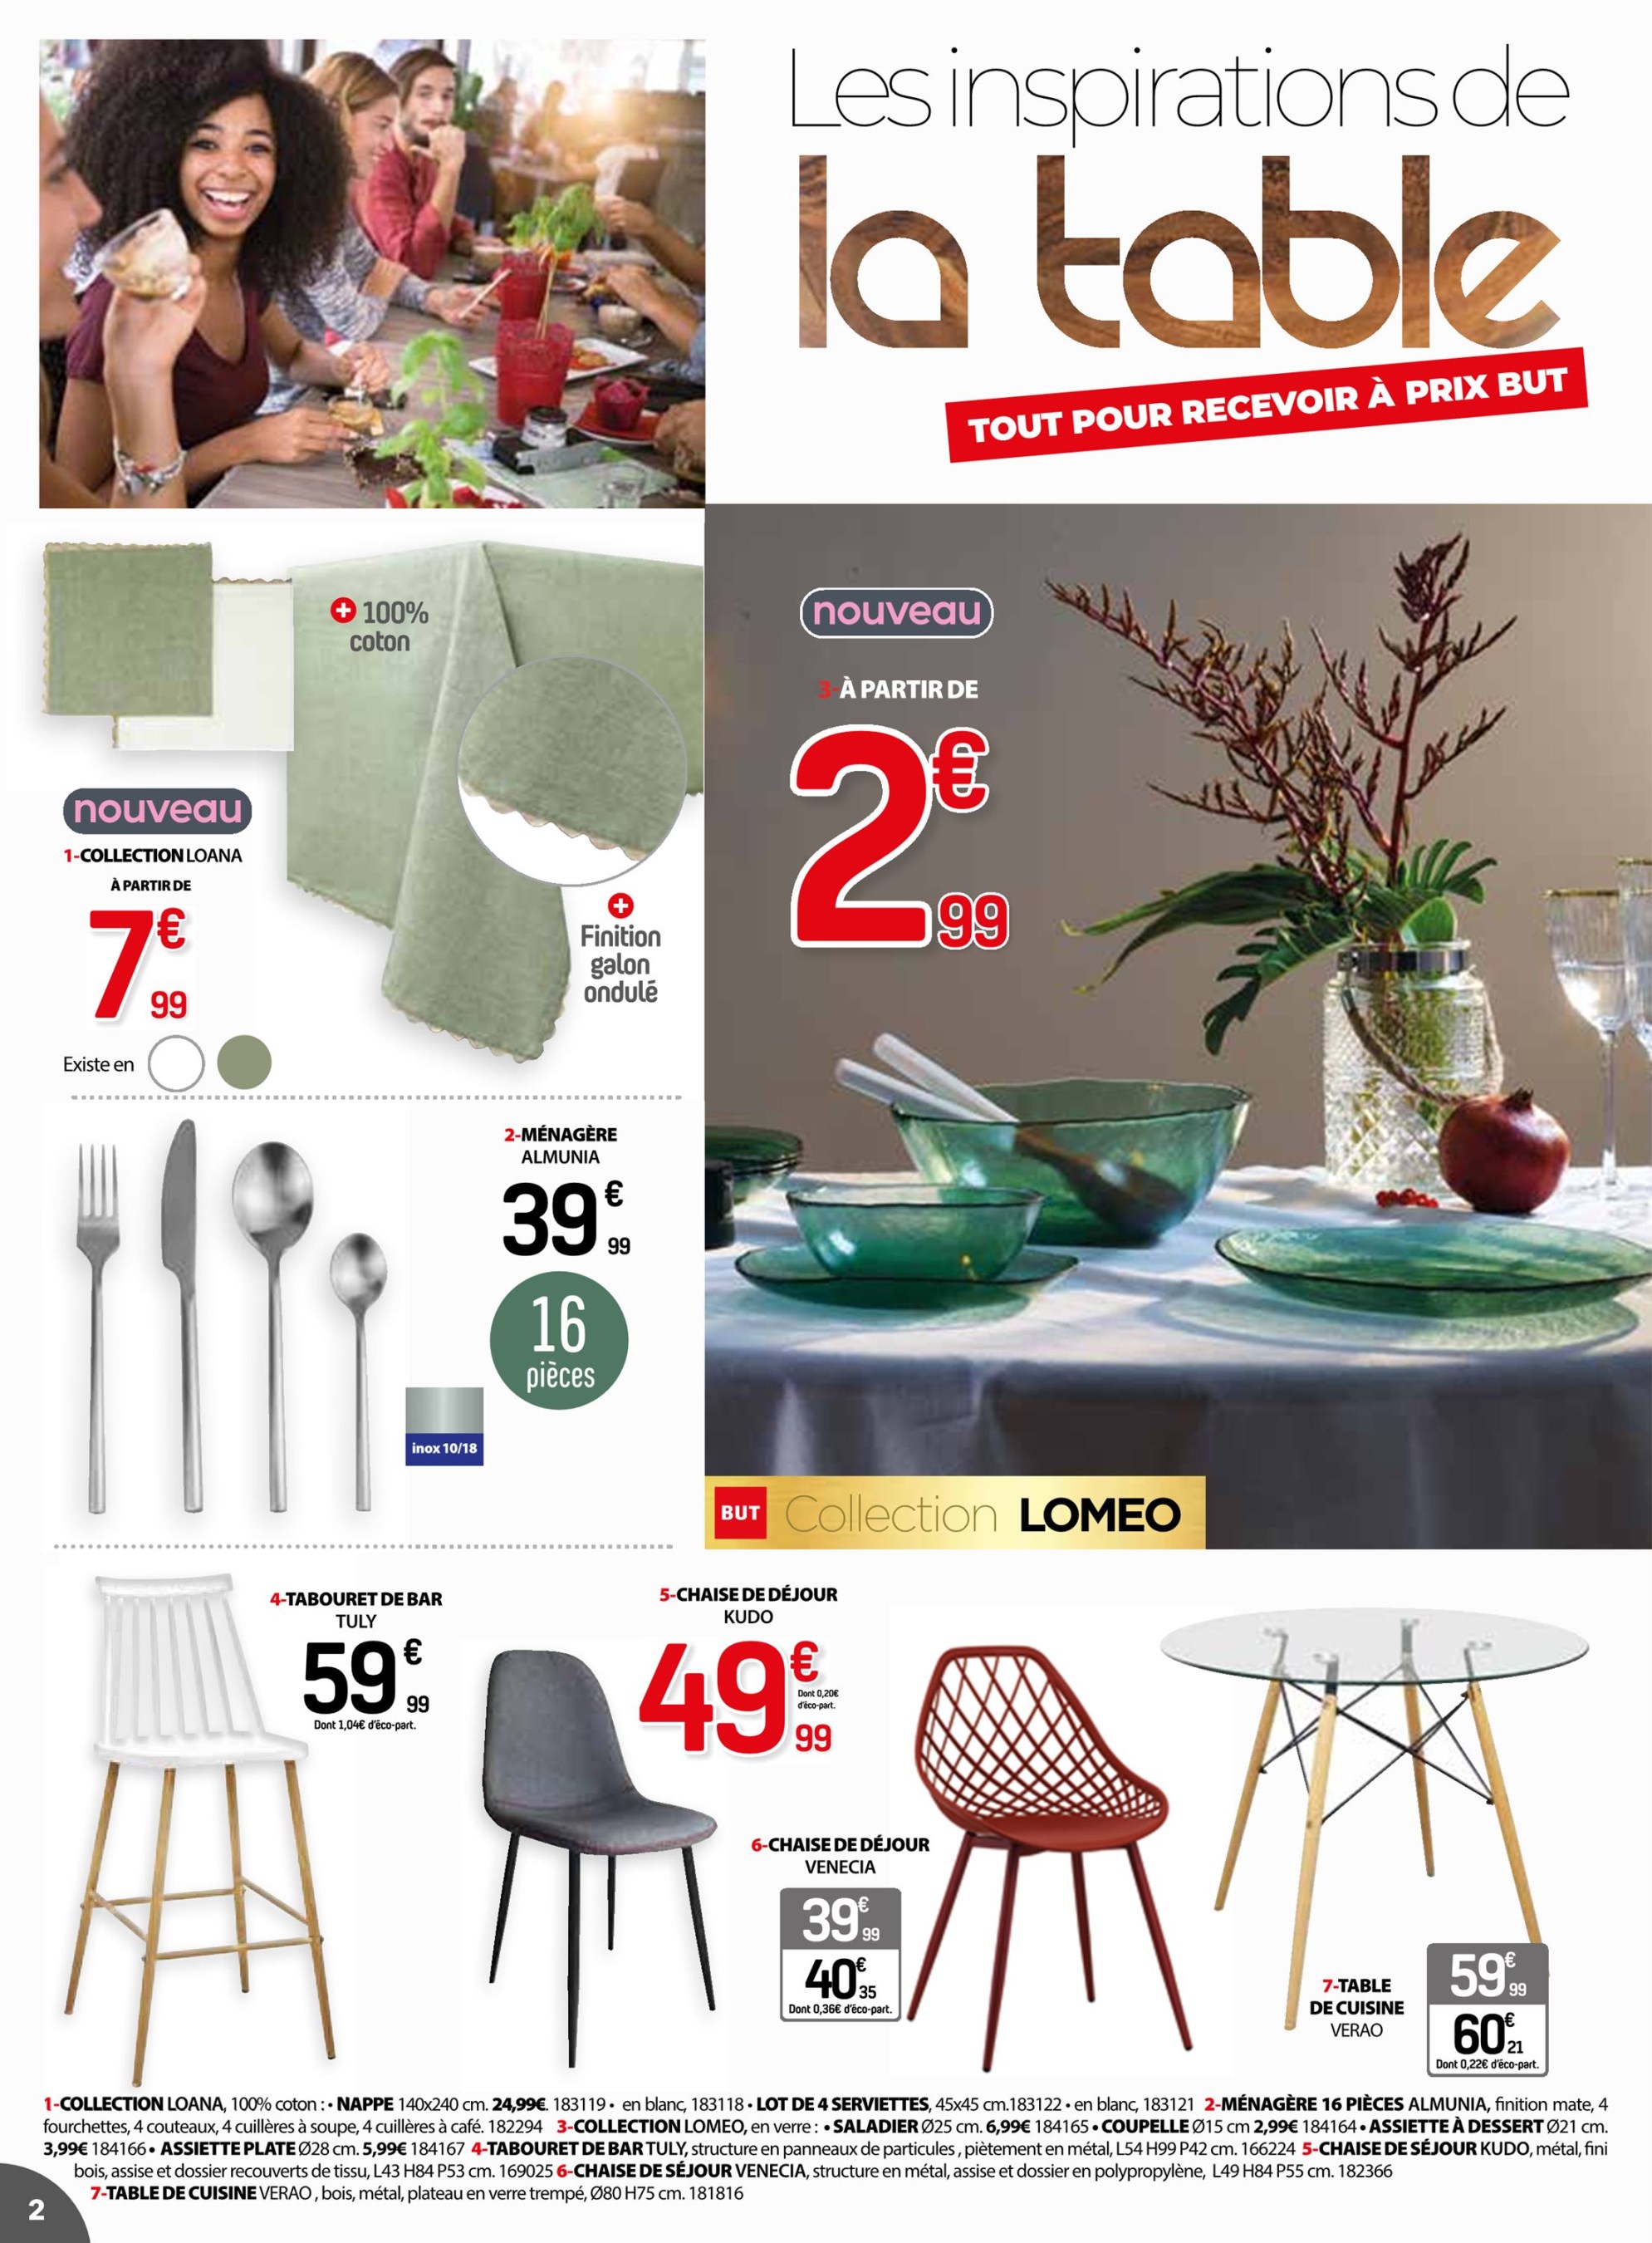 Les inspirations de
la table
TOUT POUR RECEVOIR À PRIX BUT
+ 100%
coton
nouveau
1-COLLECTION LOANA
À PARTIR DE
7€99
Existe en
+
Finition
galon
ondulé
nouveau
3-À PARTIR DE
2€99
2-MÉNAGÈRE
ALMUNIA
39€99
16
pièces
inox 10/18
BUT Collection LOMEO
4-TABOURET DE BAR
TULY
59€99
Dont 1,04€ d'éco-part.
5-CHAISE DE DÉJOUR
KUDO
49€99
Dont 0,20€
d'éco-part.
6-CHAISE DE DÉJOUR
VENECIA
39€99
40€35
Dont 0,36€ d'éco-part.
7-TABLE
DE CUISINE
VERAO
59€99
60€21
Dont 0,22€ d'éco-part.
1-COLLECTION LOANA, 100% coton : • NAPPE 140x240 cm. 24,99€. 183119 • en blanc, 183118 • LOT DE 4 SERVIETTES, 45x45 cm.183122 • en blanc, 183121 2-MÉNAGÈRE 16 PIÈCES ALMUNIA, finition mate, 4
fourchettes, 4 couteaux, 4 cuillères à soupe, 4 cuillères à café. 182294 3-COLLECTION LOMEO, en verre : • SALADIER Ø25 cm. 6,99€ 184165 • COUPELLE Ø15 cm 2,99€ 184164 • ASSIETTE À DESSERT Ø21 cm.
3,99€ 184166 • ASSIETTE PLATE Ø28 cm. 5,99€ 184167 4-TABOURET DE BAR TULY, structure en panneaux de particules , piètement en métal, L54 H99 P42 cm. 166224 5-CHAISE DE SÉJOUR KUDO, métal, fini
bois, assise et dossier recouverts de tissu, L43 H84 P53 cm. 169025 6-CHAISE DE SÉJOUR VENECIA, structure en métal, assise et dossier en polypropylène, L49 H84 P55 cm. 182366
7-TABLE DE CUISINE VERAO , bois, métal, plateau en verre trempé, Ø80 H75 cm. 181816
2